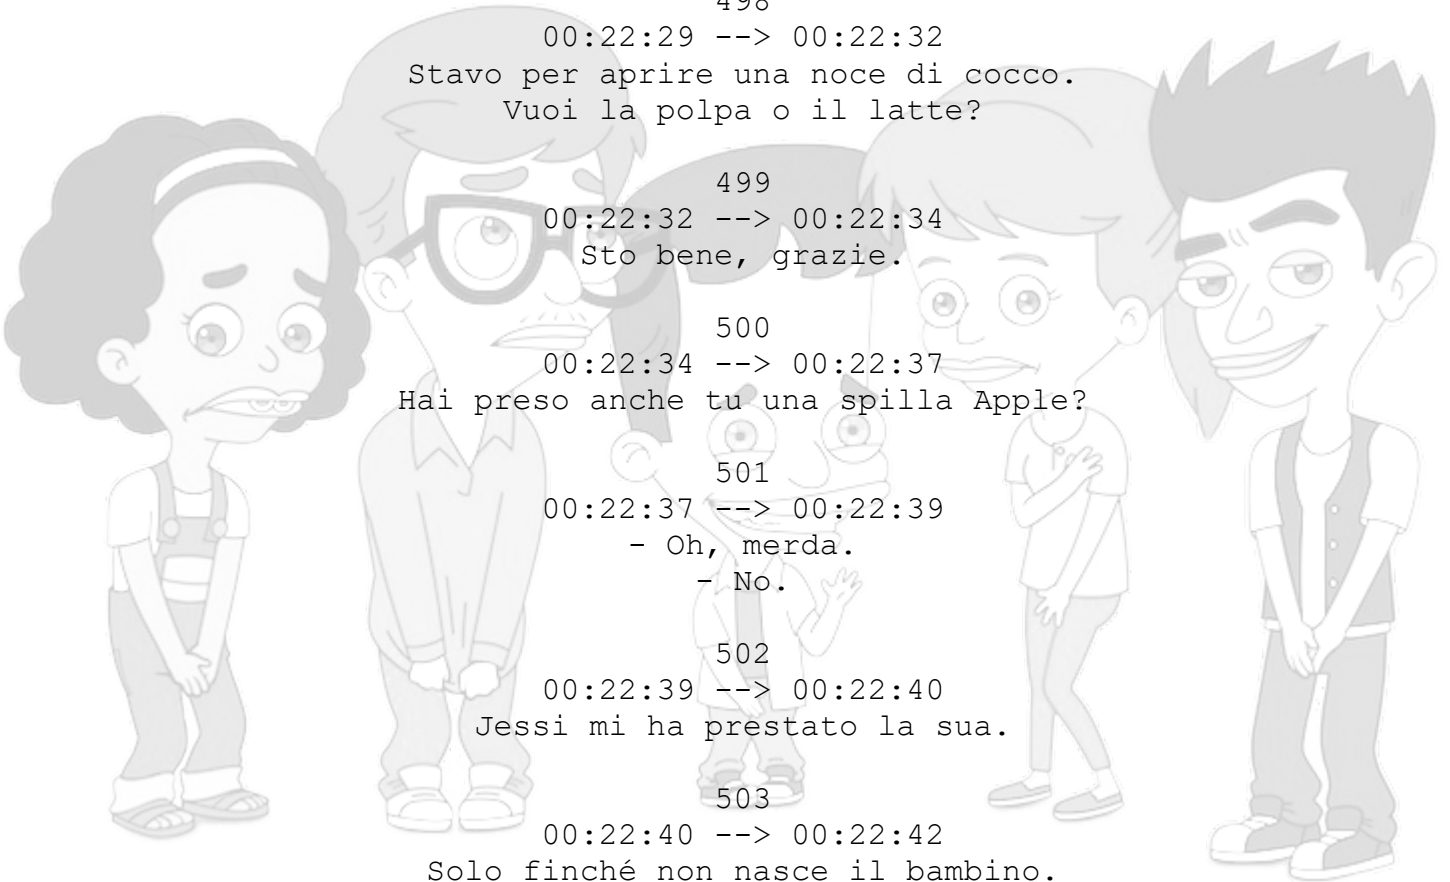 498
00:22:29 --> 00:22:32
Stavo per aprire una noce di cocco.
Vuoi la polpa o il latte?
499
00:22:32 --> 00:22:34
Sto bene, grazie.
500
00:22:34 --> 00:22:37
Hai preso anche tu una spilla Apple?
501
00:22:37 --> 00:22:39
- Oh, merda.
- No.
502
00:22:39 --> 00:22:40
Jessi mi ha prestato la sua.
503
00:22:40 --> 00:22:42
Solo finché non nasce il bambino.